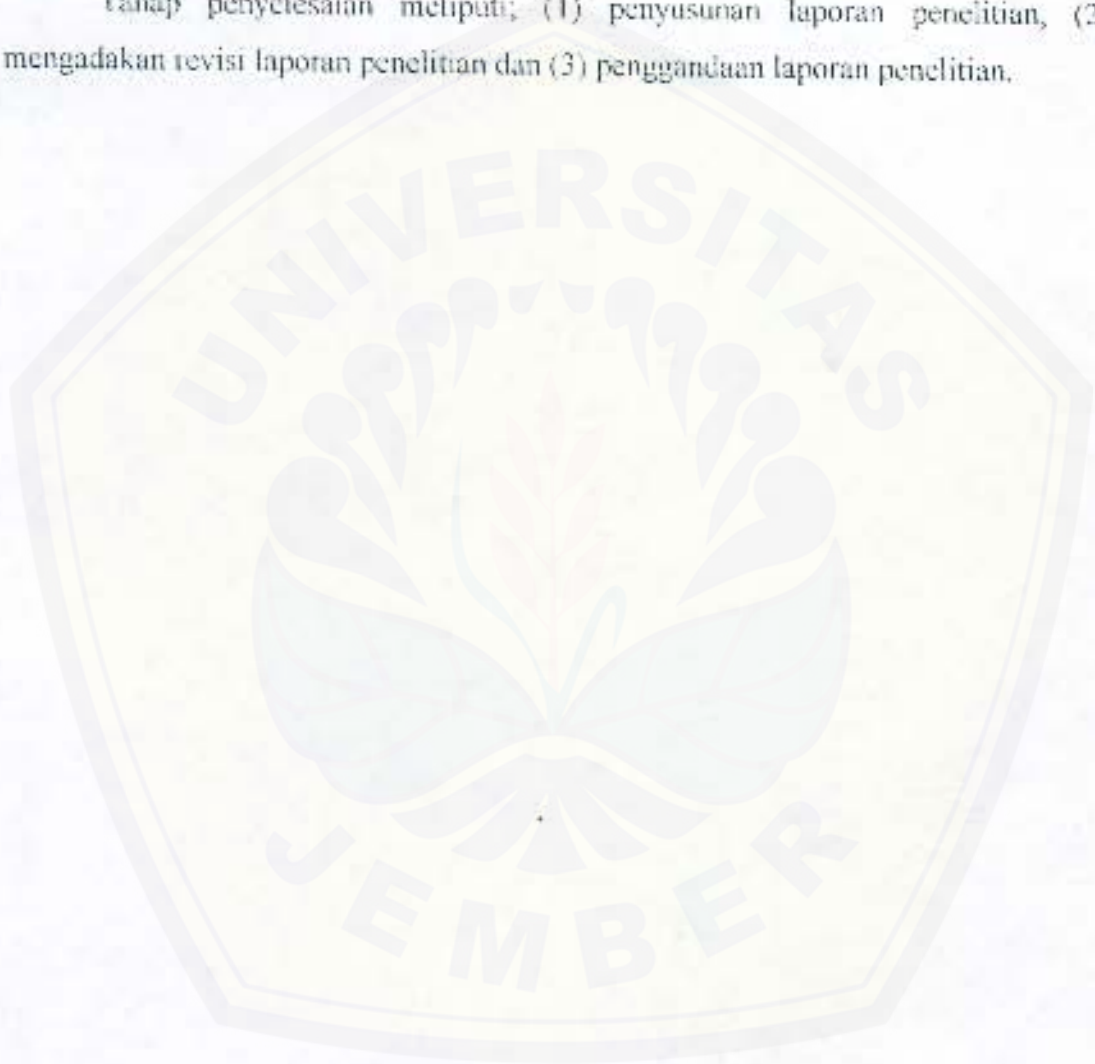 Tahap penyelesaian meliputi; (1) penyusunan laporan penelitian, (2
mengadakan revisi laporan penelitian dan (3) penggandaan laporan penelitian.
UNIVERSITAS
JEMBER